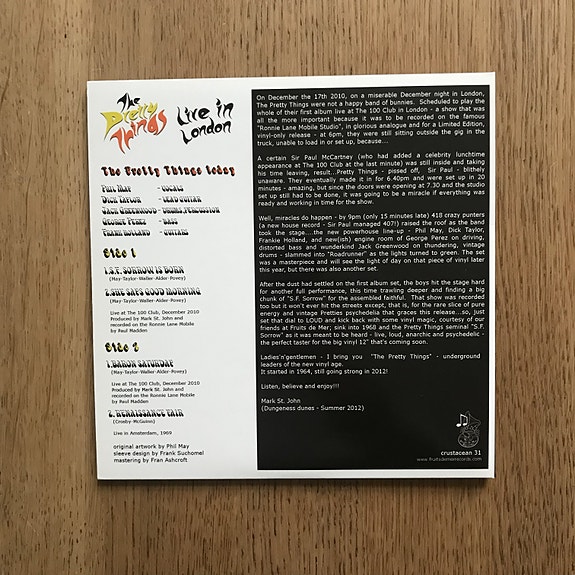 The
Pretty
Things
Live in
London
The Pretty Things today
Phil May - vocals
Dick Taylor - lead guitar
Jack Greenwood - drums, percussion
George Perez - bass
Frank Holland - guitars
Side 1
1.S.F. Sorrow is born
(May-Taylor-Waller-Alder-Povey)
2.She says good morning
(May-Taylor-Waller-Alder-Povey)
Live at The 100 Club, December 2010
Produced by Mark St. John and
recorded on the Ronnie Lane Mobile
by Paul Madden
Side 2
1.Baron Saturday
(May-Taylor-Waller-Alder-Povey)
Live at The 100 Club, December 2010
Produced by Mark St. John and
recorded on the Ronnie Lane Mobile
by Paul Madden
2. Renaissance Fair
(Crosby-McGuinn)
Live in Amsterdam, 1969
original artwork by Phil May
sleeve design by Frank Suchomel
mastering by Fran Ashcroft
On December the 17th 2010, on a miserable December night in London,
The Pretty Things were not a happy band of bunnies. Scheduled to play the
whole of their first album live at The 100 Club in London - a show that was
all the more important because it was to be recorded on the famous
"Ronnie Lane Mobile Studio", in glorious analogue and for a Limited Edition,
vinyl-only release - at 6pm, they were still sitting outside the gig in the
truck, unable to load in or set up, because...
A certain Sir Paul McCartney (who had added a celebrity lunchtime
appearance at The 100 Club at the last minute) was still inside and taking
his time leaving, result...Pretty Things - pissed off, Sir Paul - blithely
unaware. They eventually made it in for 6.40pm and were set up in 20
minutes - amazing, but since the doors were opening at 7.30 and the studio
set up still had to be done, it was going to be a miracle if everything was
ready and working in time for the show.
Well, miracles do happen - by 9pm (only 15 minutes late) 418 crazy punters
(a new house record - Sir Paul managed 407!) raised the roof as the band
took the stage....the new powerhouse line-up - Phil May, Dick Taylor,
Frankie Holland, and new(ish) engine room of George Perez on driving,
distorted bass and wunderkind Jack Greenwood on thundering, vintage
drums - slammed into "Roadrunner" as the lights turned to green. The set
was a masterpiece and will see the light of day on that piece of vinyl later
this year, but there was also another set.
After the dust had settled on the first album set, the boys hit the stage hard
for another full performance, this time trawling deeper and finding a big
chunk of "S.F. Sorrow" for the assembled faithful. That show was recorded
too but it won't ever hit the streets except, that is, for the rare slice of pure
energy and vintage Pretties psychedelia that graces this release...so, just
set that dial to LOUD and kick back with some vinyl magic, courtesy of our
friends at Fruits de Mer; sink into 1968 and the Pretty Things seminal "S.F.
Sorrow" as it was meant to be heard - live, loud, anarchic and psychedelic -
the perfect taster for the big vinyl 12" that's coming soon.
Ladies'n'gentlemen - I bring you "The Pretty Things" - underground
leaders of the new vinyl age.
It started in 1964, still going strong in 2012!
Listen, believe and enjoy!!!
Mark St. John
(Dungeness dunes - Summer 2012)
crustacean 31
www.fruitsdemerrecords.com